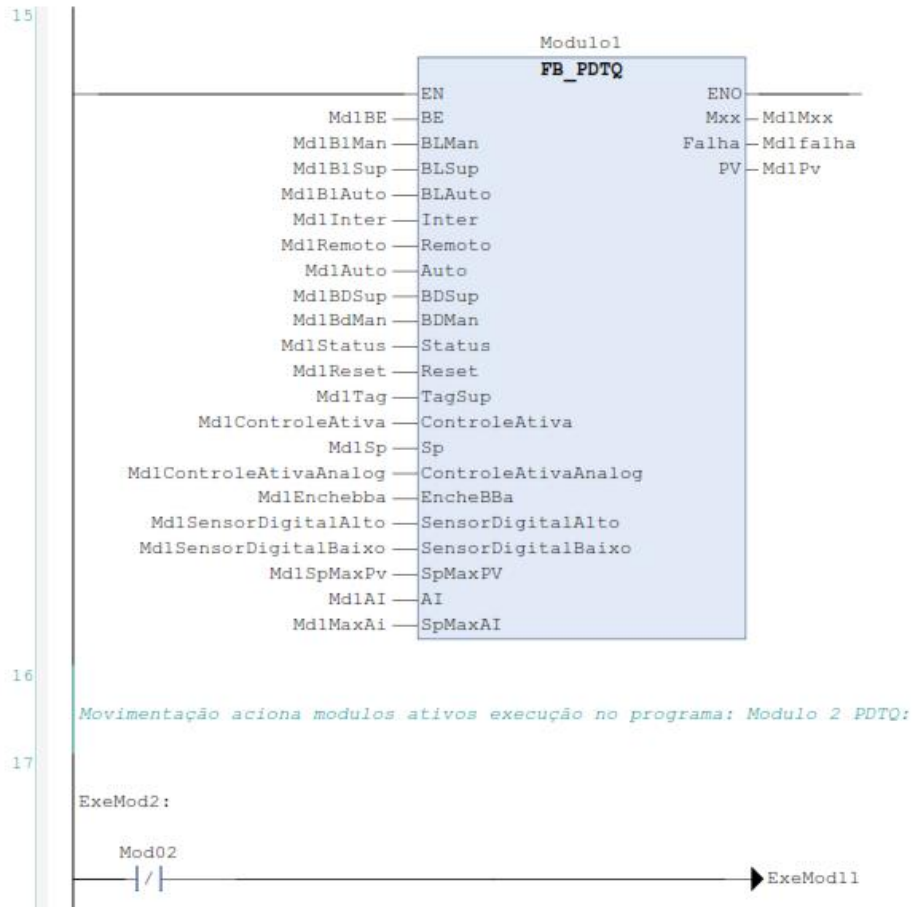 15
Modulo1
FB_PDTQ
EN ENO
Md1BE BE Mxx Md1Mxx
Md1BlMan BLMan Falha Md1falha
Md1BlSup BLSup PV Md1Pv
Md1BlAuto BLAuto
Md1Inter Inter
Md1Remoto Remoto
Md1Auto Auto
Md1BDSup BDSup
Md1BdMan BDMan
Md1Status Status
Md1Reset Reset
Md1Tag TagSup
Md1ControleAtiva ControleAtiva
Md1Sp Sp
Md1ControleAtivaAnalog ControleAtivaAnalog
Md1Enchebba EncheBBa
Md1SensorDigitalAlto SensorDigitalAlto
Md1SensorDigitalBaixo SensorDigitalBaixo
Md1SpMaxPv SpMaxPV
Md1AI AI
Md1MaxAi SpMaxAI
16
Movimentação aciona modulos ativos execução no programa: Modulo 2 PDTQ:
17
ExeMod2:
Mod02
ExeMod11